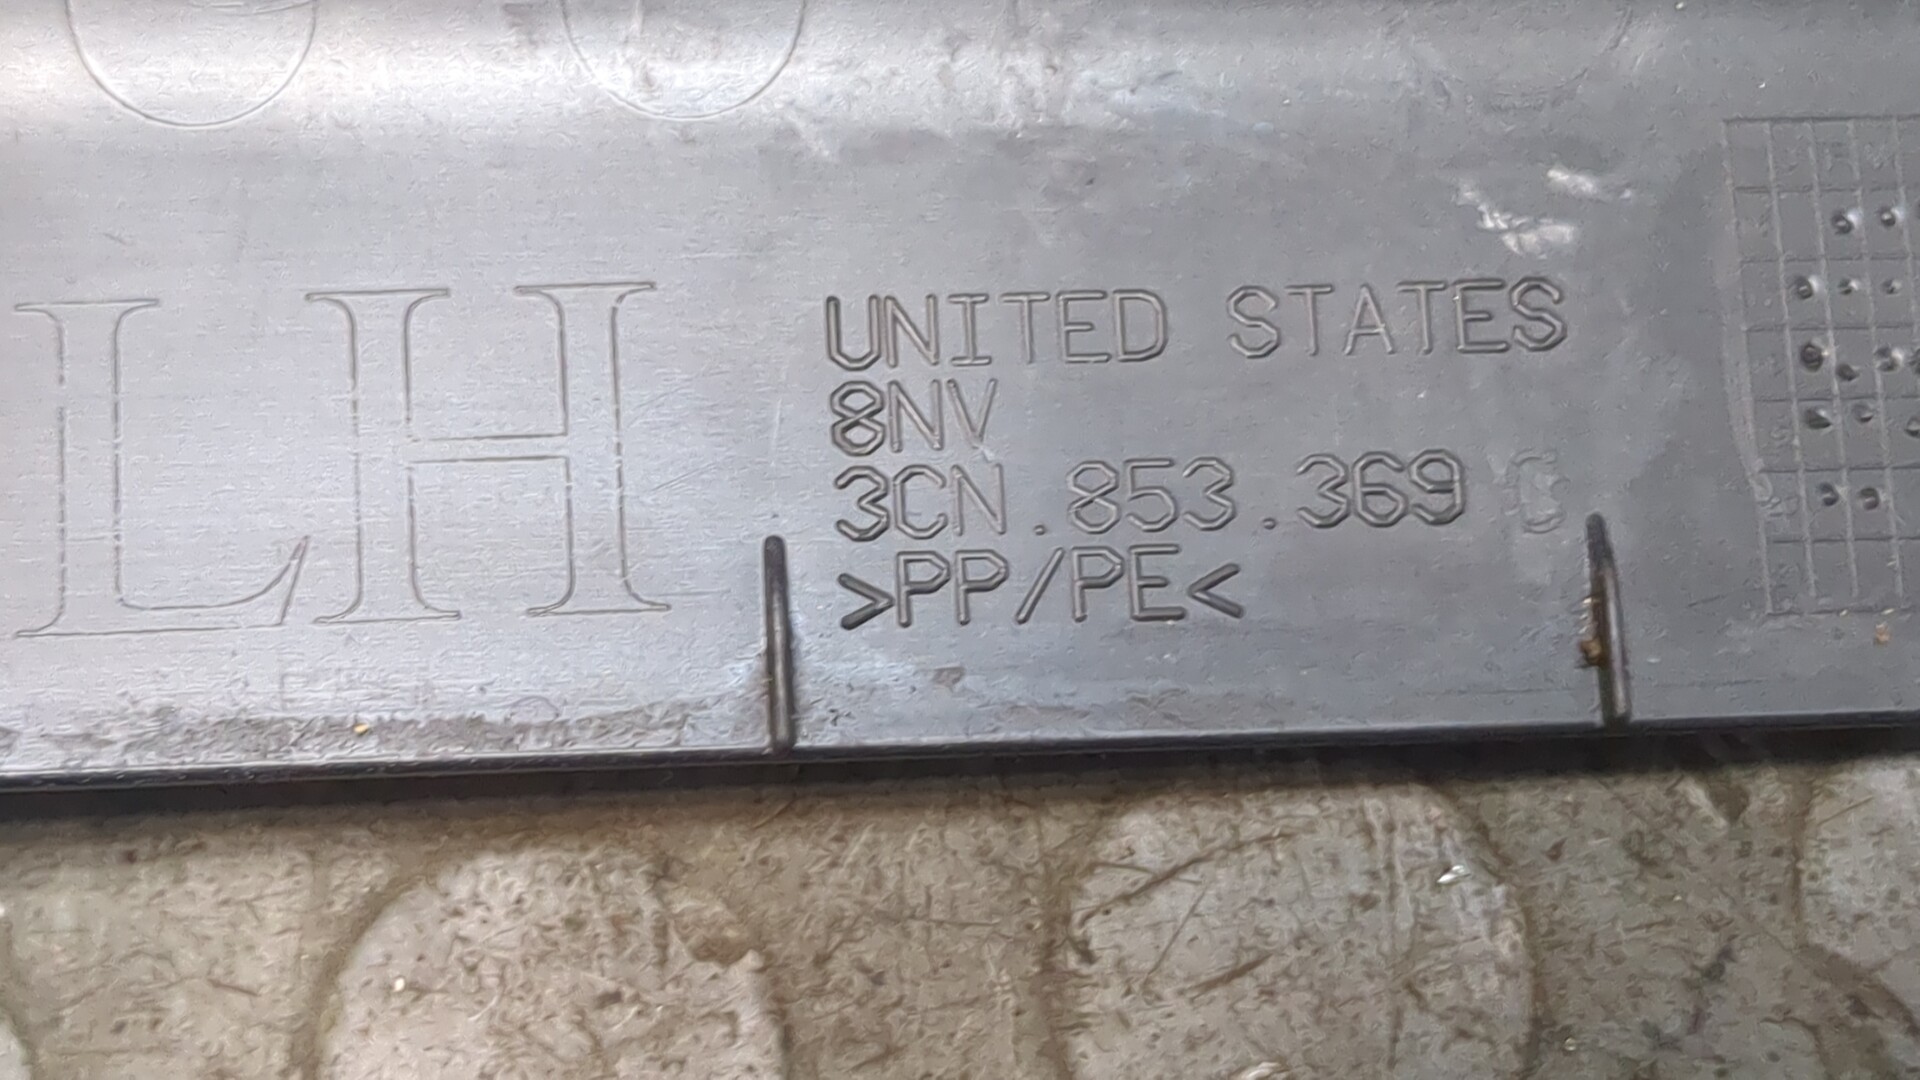 LH
UNITED STATES
8NV
3CN.853.369
>PP/PE<